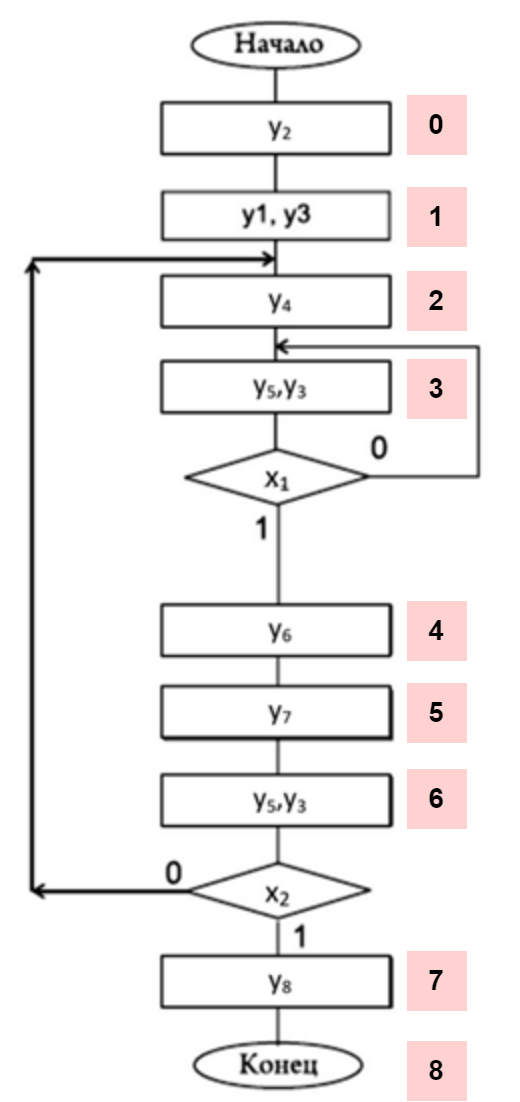 Начало
y₂ 0
y1, y3 1
y₄ 2
y₅,y₃ 3
0
x₁
1
y₆ 4
y₇ 5
y₅,y₃ 6
0
x₂
1
y₈ 7
Конец 8